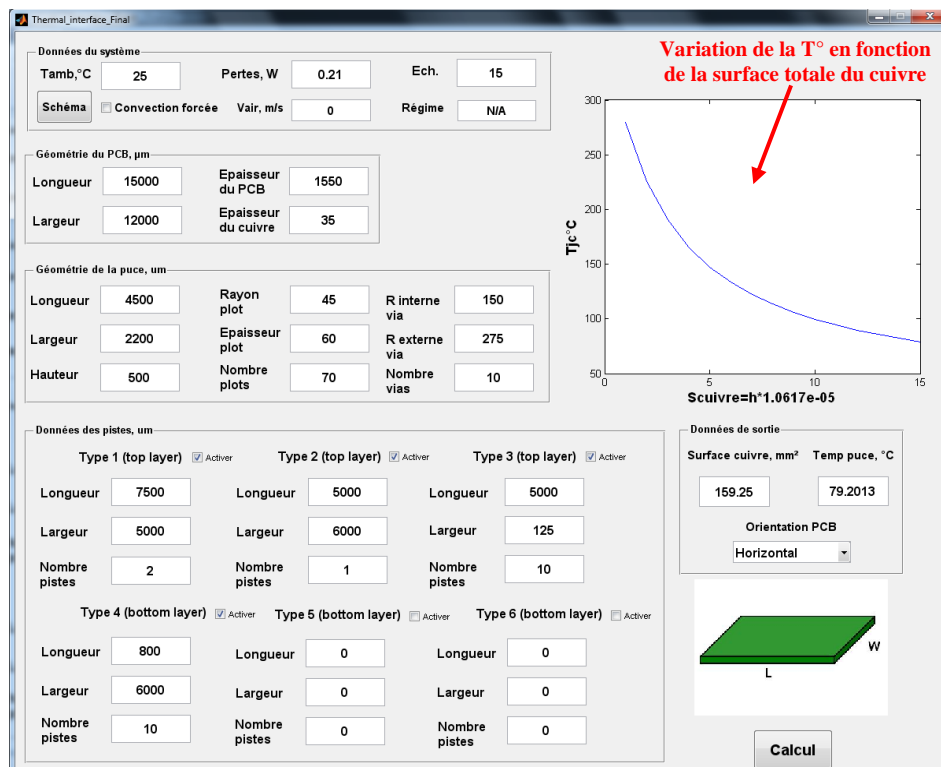 Thermal_interface_Final
Données du système
Tamb,°C 25 Pertes, W 0.21 Ech. 15
Schéma Convection forcée Vair, m/s 0 Régime N/A
Géométrie du PCB, µm
Longueur 15000 Epaisseur du PCB 1550
Largeur 12000 Epaisseur du cuivre 35
Géométrie de la puce, um
Longueur 4500 Rayon plot 45 R interne via 150
Largeur 2200 Epaisseur plot 60 R externe via 275
Hauteur 500 Nombre plots 70 Nombre vias 10
Variation de la T° en fonction
de la surface totale du cuivre
300
250
200
150
100
50
Tjc°C
0 5 10 15
Scuivre=h*1.0617e-05
Données des pistes, um
Type 1 (top layer) Activer Type 2 (top layer) Activer Type 3 (top layer) Activer
Longueur 7500 Longueur 5000 Longueur 5000
Largeur 5000 Largeur 6000 Largeur 125
Nombre pistes 2 Nombre pistes 1 Nombre pistes 10
Type 4 (bottom layer) Activer Type 5 (bottom layer) Activer Type 6 (bottom layer) Activer
Longueur 800 Longueur 0 Longueur 0
Largeur 6000 Largeur 0 Largeur 0
Nombre pistes 10 Nombre pistes 0 Nombre pistes 0
Données de sortie
Surface cuivre, mm² Temp puce, °C
159.25 79.2013
Orientation PCB
Horizontal
W
L
Calcul